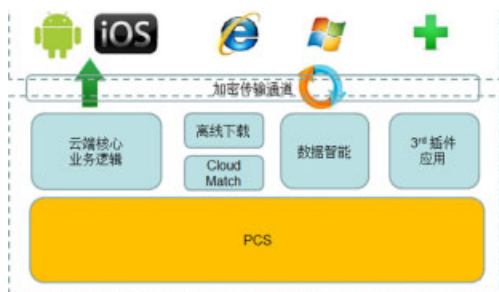 iOS
加密传输通道
云端核心
业务逻辑
离线下载
Cloud
Match
数据智能
3rd 插件
应用
PCS